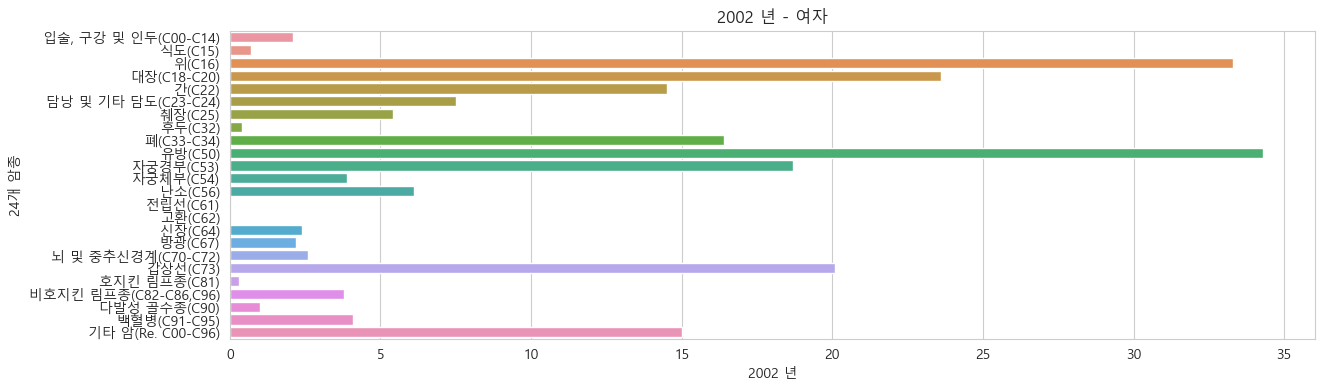 2002 년 - 여자
입술, 구강 및 인두(C00-C14)
식도(C15)
위(C16)
대장(C18-C20)
간(C22)
담낭 및 기타 담도(C23-C24)
췌장(C25)
후두(C32)
폐(C33-C34)
유방(C50)
자궁경부(C53)
자궁체부(C54)
난소(C56)
전립선(C61)
고환(C62)
신장(C64)
방광(C67)
뇌 및 중추신경계(C70-C72)
갑상선(C73)
호지킨 림프종(C81)
비호지킨 림프종(C82-C86,C96)
다발성 골수종(C90)
백혈병(C91-C95)
기타 암(Re. C00-C96)
24개 암종
0 5 10 15 20 25 30 35
2002 년